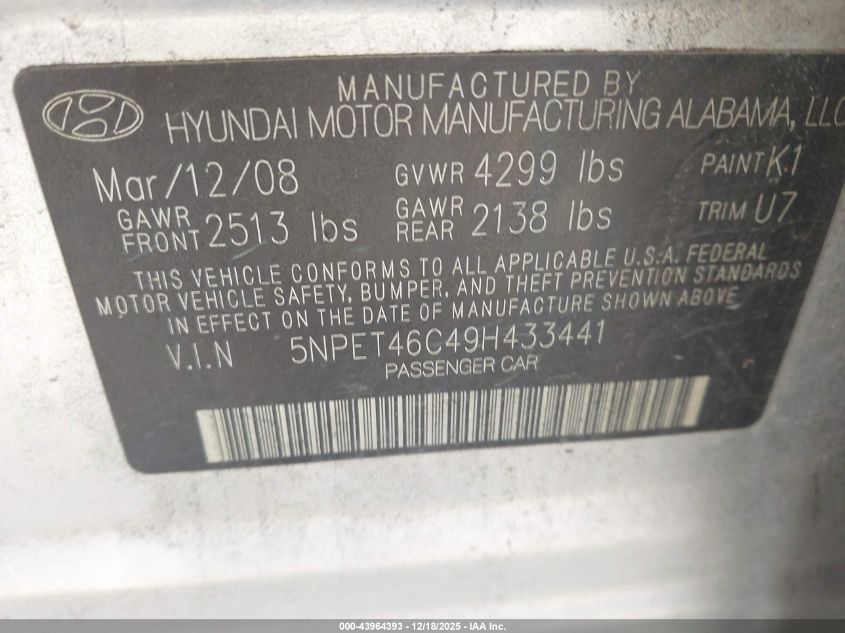 MANUFACTURED BY
HYUNDAI MOTOR MANUFACTURING ALABAMA, LLC
Mar/12/08 GVWR 4299 lbs PAINT K1
GAWR FRONT 2513 lbs GAWR REAR 2138 lbs TRIM U7
THIS VEHICLE CONFORMS TO ALL APPLICABLE U.S.A. FEDERAL
MOTOR VEHICLE SAFETY, BUMPER, AND THEFT PREVENTION STANDARDS
IN EFFECT ON THE DATE OF MANUFACTURE SHOWN ABOVE
V.I.N 5NPET46C49H433441
PASSENGER CAR
000-43964393 - 12/18/2025 - IAA Inc.